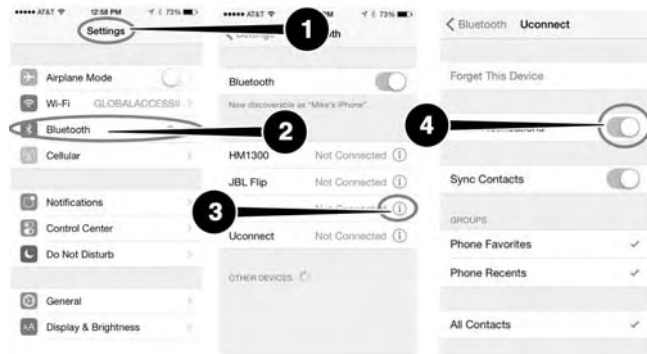 AT&T 12:58 PM 73%
Settings
1
Airplane Mode
Wi-Fi GLOBALACCESSII
Bluetooth
2
Cellular
Notifications
Control Center
Do Not Disturb
General
Display & Brightness
AT&T PM 73%
Bluetooth
Now discoverable as "Mike's iPhone".
HM1300 Not Connected
JBL Flip Not Connected
3
Not Connected
Uconnect Not Connected
OTHER DEVICES
Bluetooth Uconnect
Forget This Device
4
Sync Contacts
GROUPS
Phone Favorites
Phone Recents
All Contacts